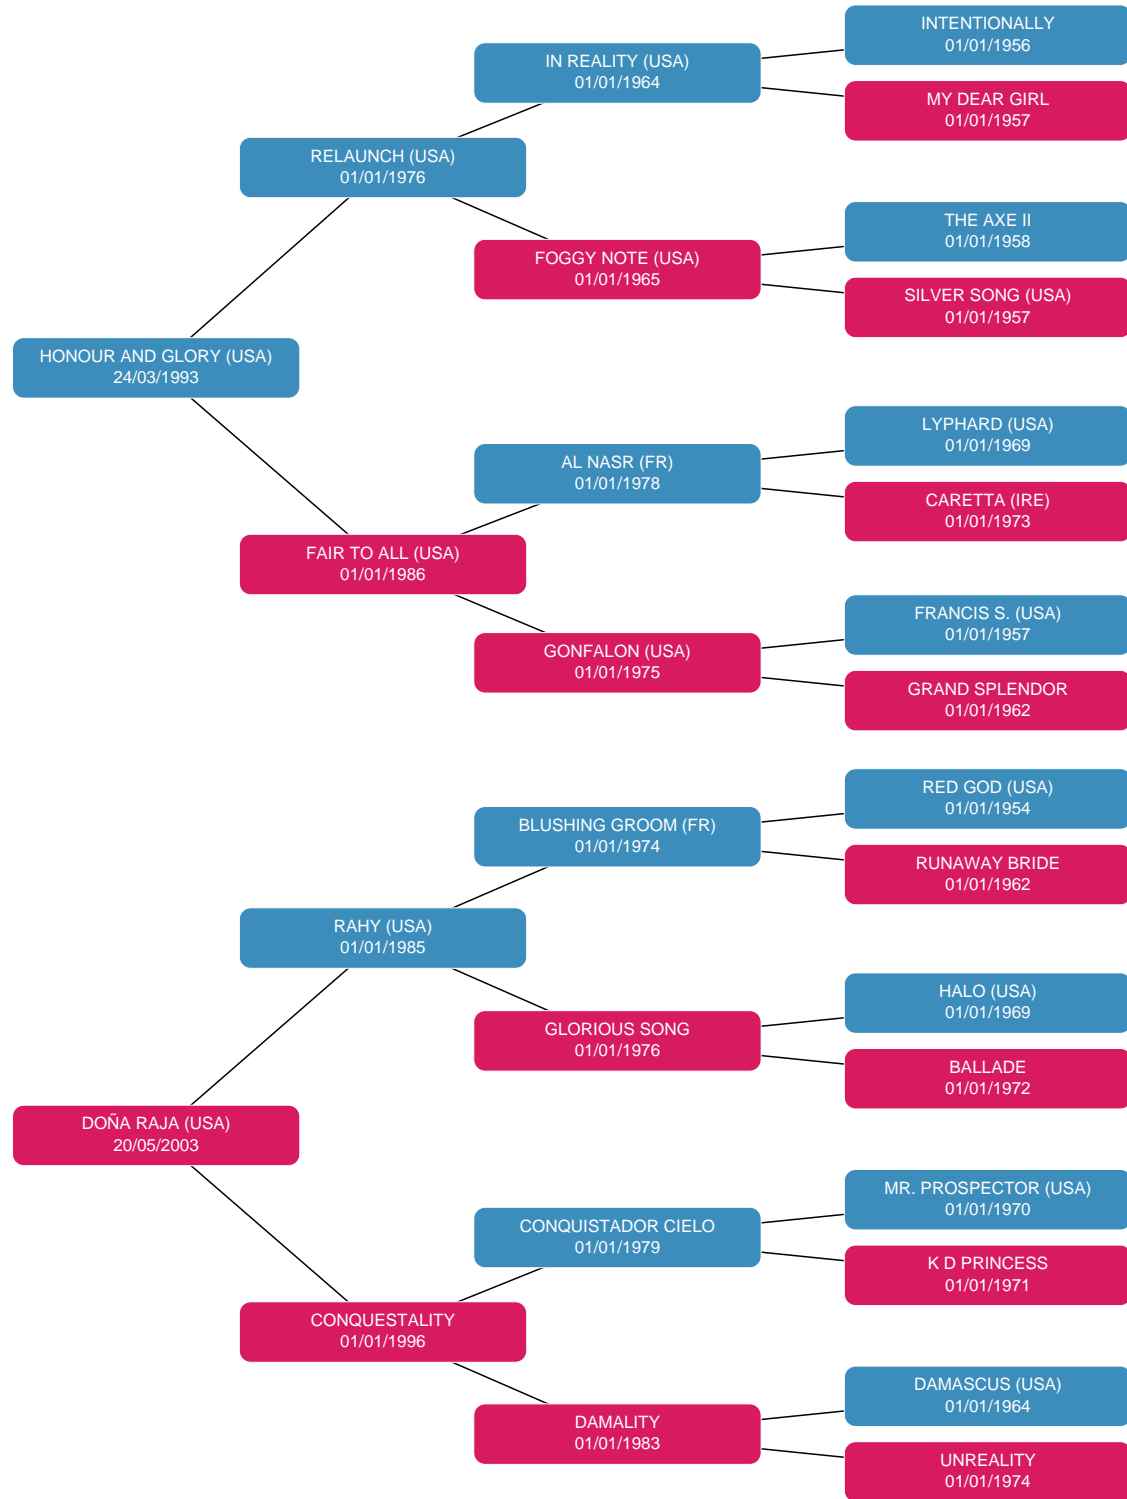 INTENTIONALLY
01/01/1956
IN REALITY (USA)
01/01/1964
MY DEAR GIRL
01/01/1957
RELAUNCH (USA)
01/01/1976
THE AXE II
01/01/1958
FOGGY NOTE (USA)
01/01/1965
SILVER SONG (USA)
01/01/1957
HONOUR AND GLORY (USA)
24/03/1993
LYPHARD (USA)
01/01/1969
AL NASR (FR)
01/01/1978
CARETTA (IRE)
01/01/1973
FAIR TO ALL (USA)
01/01/1986
FRANCIS S. (USA)
01/01/1957
GONFALON (USA)
01/01/1975
GRAND SPLENDOR
01/01/1962
RED GOD (USA)
01/01/1954
BLUSHING GROOM (FR)
01/01/1974
RUNAWAY BRIDE
01/01/1962
RAHY (USA)
01/01/1985
HALO (USA)
01/01/1969
GLORIOUS SONG
01/01/1976
BALLADE
01/01/1972
DOÑA RAJA (USA)
20/05/2003
MR. PROSPECTOR (USA)
01/01/1970
CONQUISTADOR CIELO
01/01/1979
K D PRINCESS
01/01/1971
CONQUESTALITY
01/01/1996
DAMASCUS (USA)
01/01/1964
DAMALITY
01/01/1983
UNREALITY
01/01/1974